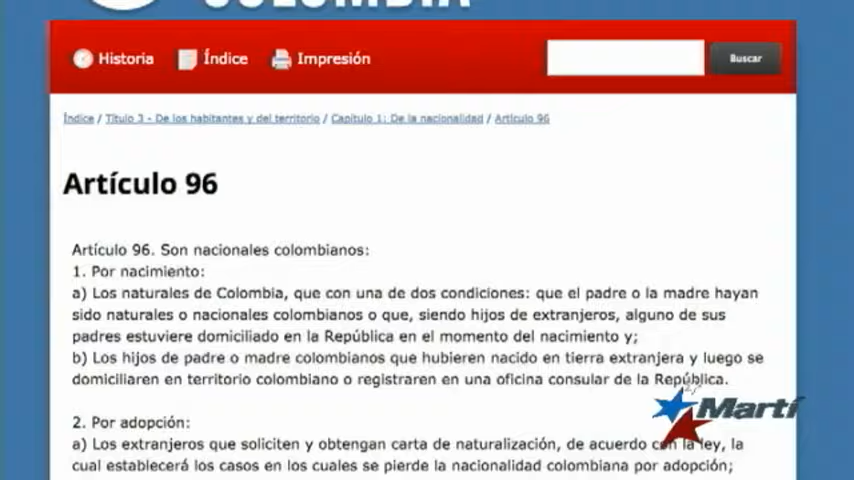 COLOMBIA
Historia Índice Impresión Buscar
Índice / Título 3 - De los habitantes y del territorio / Capítulo 1: De la nacionalidad / Artículo 96
Artículo 96
Artículo 96. Son nacionales colombianos:
1. Por nacimiento:
a) Los naturales de Colombia, que con una de dos condiciones: que el padre o la madre hayan
sido naturales o nacionales colombianos o que, siendo hijos de extranjeros, alguno de sus
padres estuviere domiciliado en la República en el momento del nacimiento y;
b) Los hijos de padre o madre colombianos que hubieren nacido en tierra extranjera y luego se
domiciliaren en territorio colombiano o registraren en una oficina consular de la República.
Martí
2. Por adopción:
a) Los extranjeros que soliciten y obtengan carta de naturalización, de acuerdo con la ley, la
cual establecerá los casos en los cuales se pierde la nacionalidad colombiana por adopción;